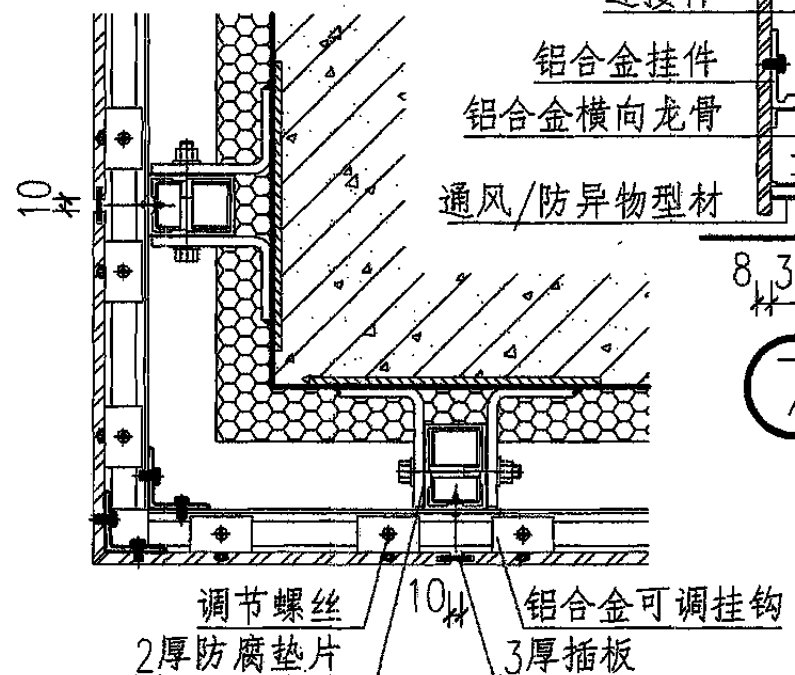 铝合金挂件
铝合金横向龙骨
10
通风/防异物型材
8 3
10
调节螺丝
铝合金可调挂钩
2厚防腐垫片
3厚插板